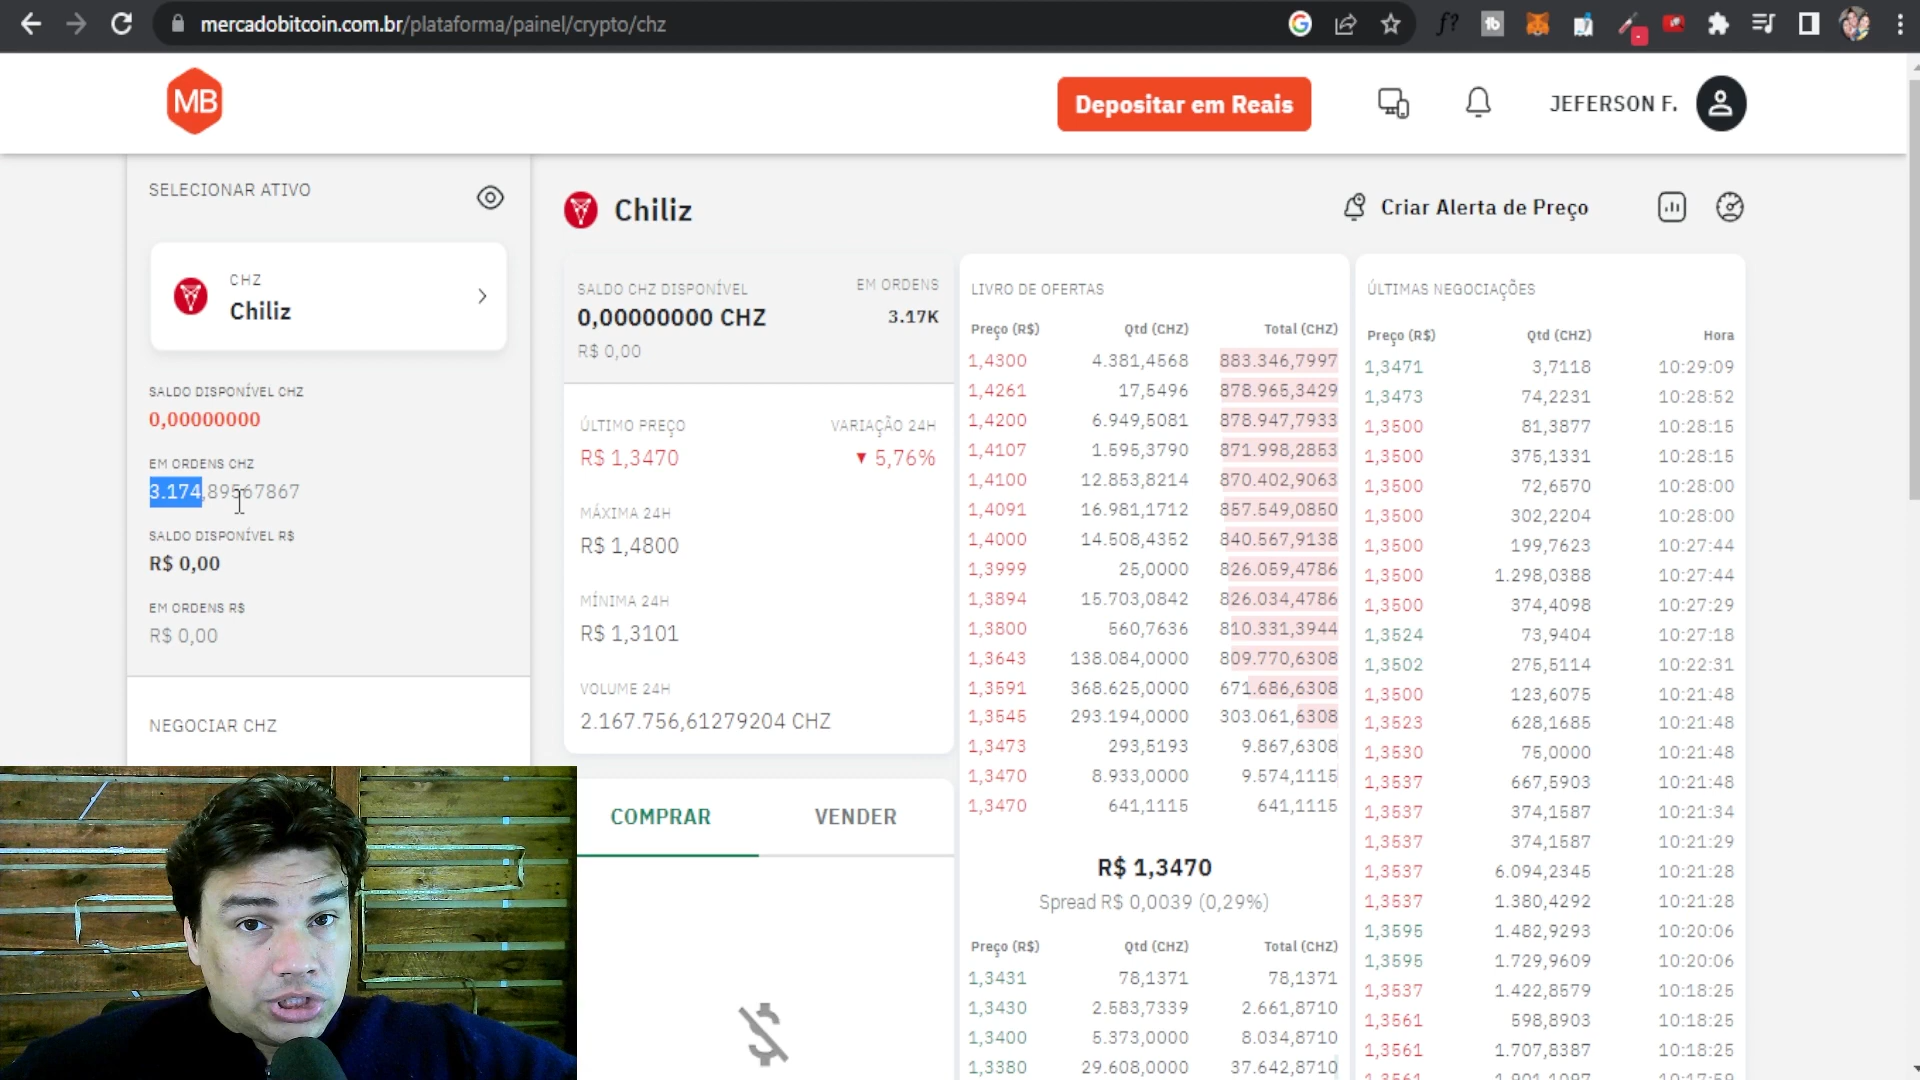 mercadobitcoin.com.br/plataforma/painel/crypto/chz
MB
Depositar em Reais
JEFERSON F.
SELECIONAR ATIVO
CHZ
Chiliz
SALDO DISPONÍVEL CHZ
0,00000000
EM ORDENS CHZ
3.174,89567867
SALDO DISPONÍVEL R$
R$ 0,00
EM ORDENS R$
R$ 0,00
NEGOCIAR CHZ
Chiliz
Criar Alerta de Preço
SALDO CHZ DISPONÍVEL
EM ORDENS
0,00000000 CHZ
3.17K
R$ 0,00
ÚLTIMO PREÇO
VARIAÇÃO 24H
R$ 1,3470
▼ 5,76%
MÁXIMA 24H
R$ 1,4800
MÍNIMA 24H
R$ 1,3101
VOLUME 24H
2.167.756,61279204 CHZ
COMPRAR
VENDER
LIVRO DE OFERTAS
Preço (R$) Qtd (CHZ) Total (CHZ)
1,4300 4.381,4568 883.346,7997
1,4261 17,5496 878.965,3429
1,4200 6.949,5081 878.947,7933
1,4107 1.595,3790 871.998,2853
1,4100 12.853,8214 870.402,9063
1,4091 16.981,1712 857.549,0850
1,4000 14.508,4352 840.567,9138
1,3999 25,0000 826.059,4786
1,3894 15.703,0842 826.034,4786
1,3800 560,7636 810.331,3944
1,3643 138.084,0000 809.770,6308
1,3591 368.625,0000 671.686,6308
1,3545 293.194,0000 303.061,6308
1,3473 293,5193 9.867,6308
1,3470 8.933,0000 9.574,1115
1,3470 641,1115 641,1115
R$ 1,3470
Spread R$ 0,0039 (0,29%)
Preço (R$) Qtd (CHZ) Total (CHZ)
1,3431 78,1371 78,1371
1,3430 2.583,7339 2.661,8710
1,3400 5.373,0000 8.034,8710
1,3380 29.608,0000 37.642,8710
ÚLTIMAS NEGOCIAÇÕES
Preço (R$) Qtd (CHZ) Hora
1,3471 3,7118 10:29:09
1,3473 74,2231 10:28:52
1,3500 81,3877 10:28:15
1,3500 375,1331 10:28:15
1,3500 72,6570 10:28:00
1,3500 302,2204 10:28:00
1,3500 199,7623 10:27:44
1,3500 1.298,0388 10:27:44
1,3500 374,4098 10:27:29
1,3524 73,9404 10:27:18
1,3502 275,5114 10:22:31
1,3500 123,6075 10:21:48
1,3523 628,1685 10:21:48
1,3530 75,0000 10:21:48
1,3537 667,5903 10:21:48
1,3537 374,1587 10:21:34
1,3537 374,1587 10:21:29
1,3537 6.094,2345 10:21:28
1,3537 1.380,4292 10:21:28
1,3595 1.482,9293 10:20:06
1,3595 1.729,9609 10:20:06
1,3537 1.422,8579 10:18:25
1,3561 598,8903 10:18:25
1,3561 1.707,8387 10:18:25